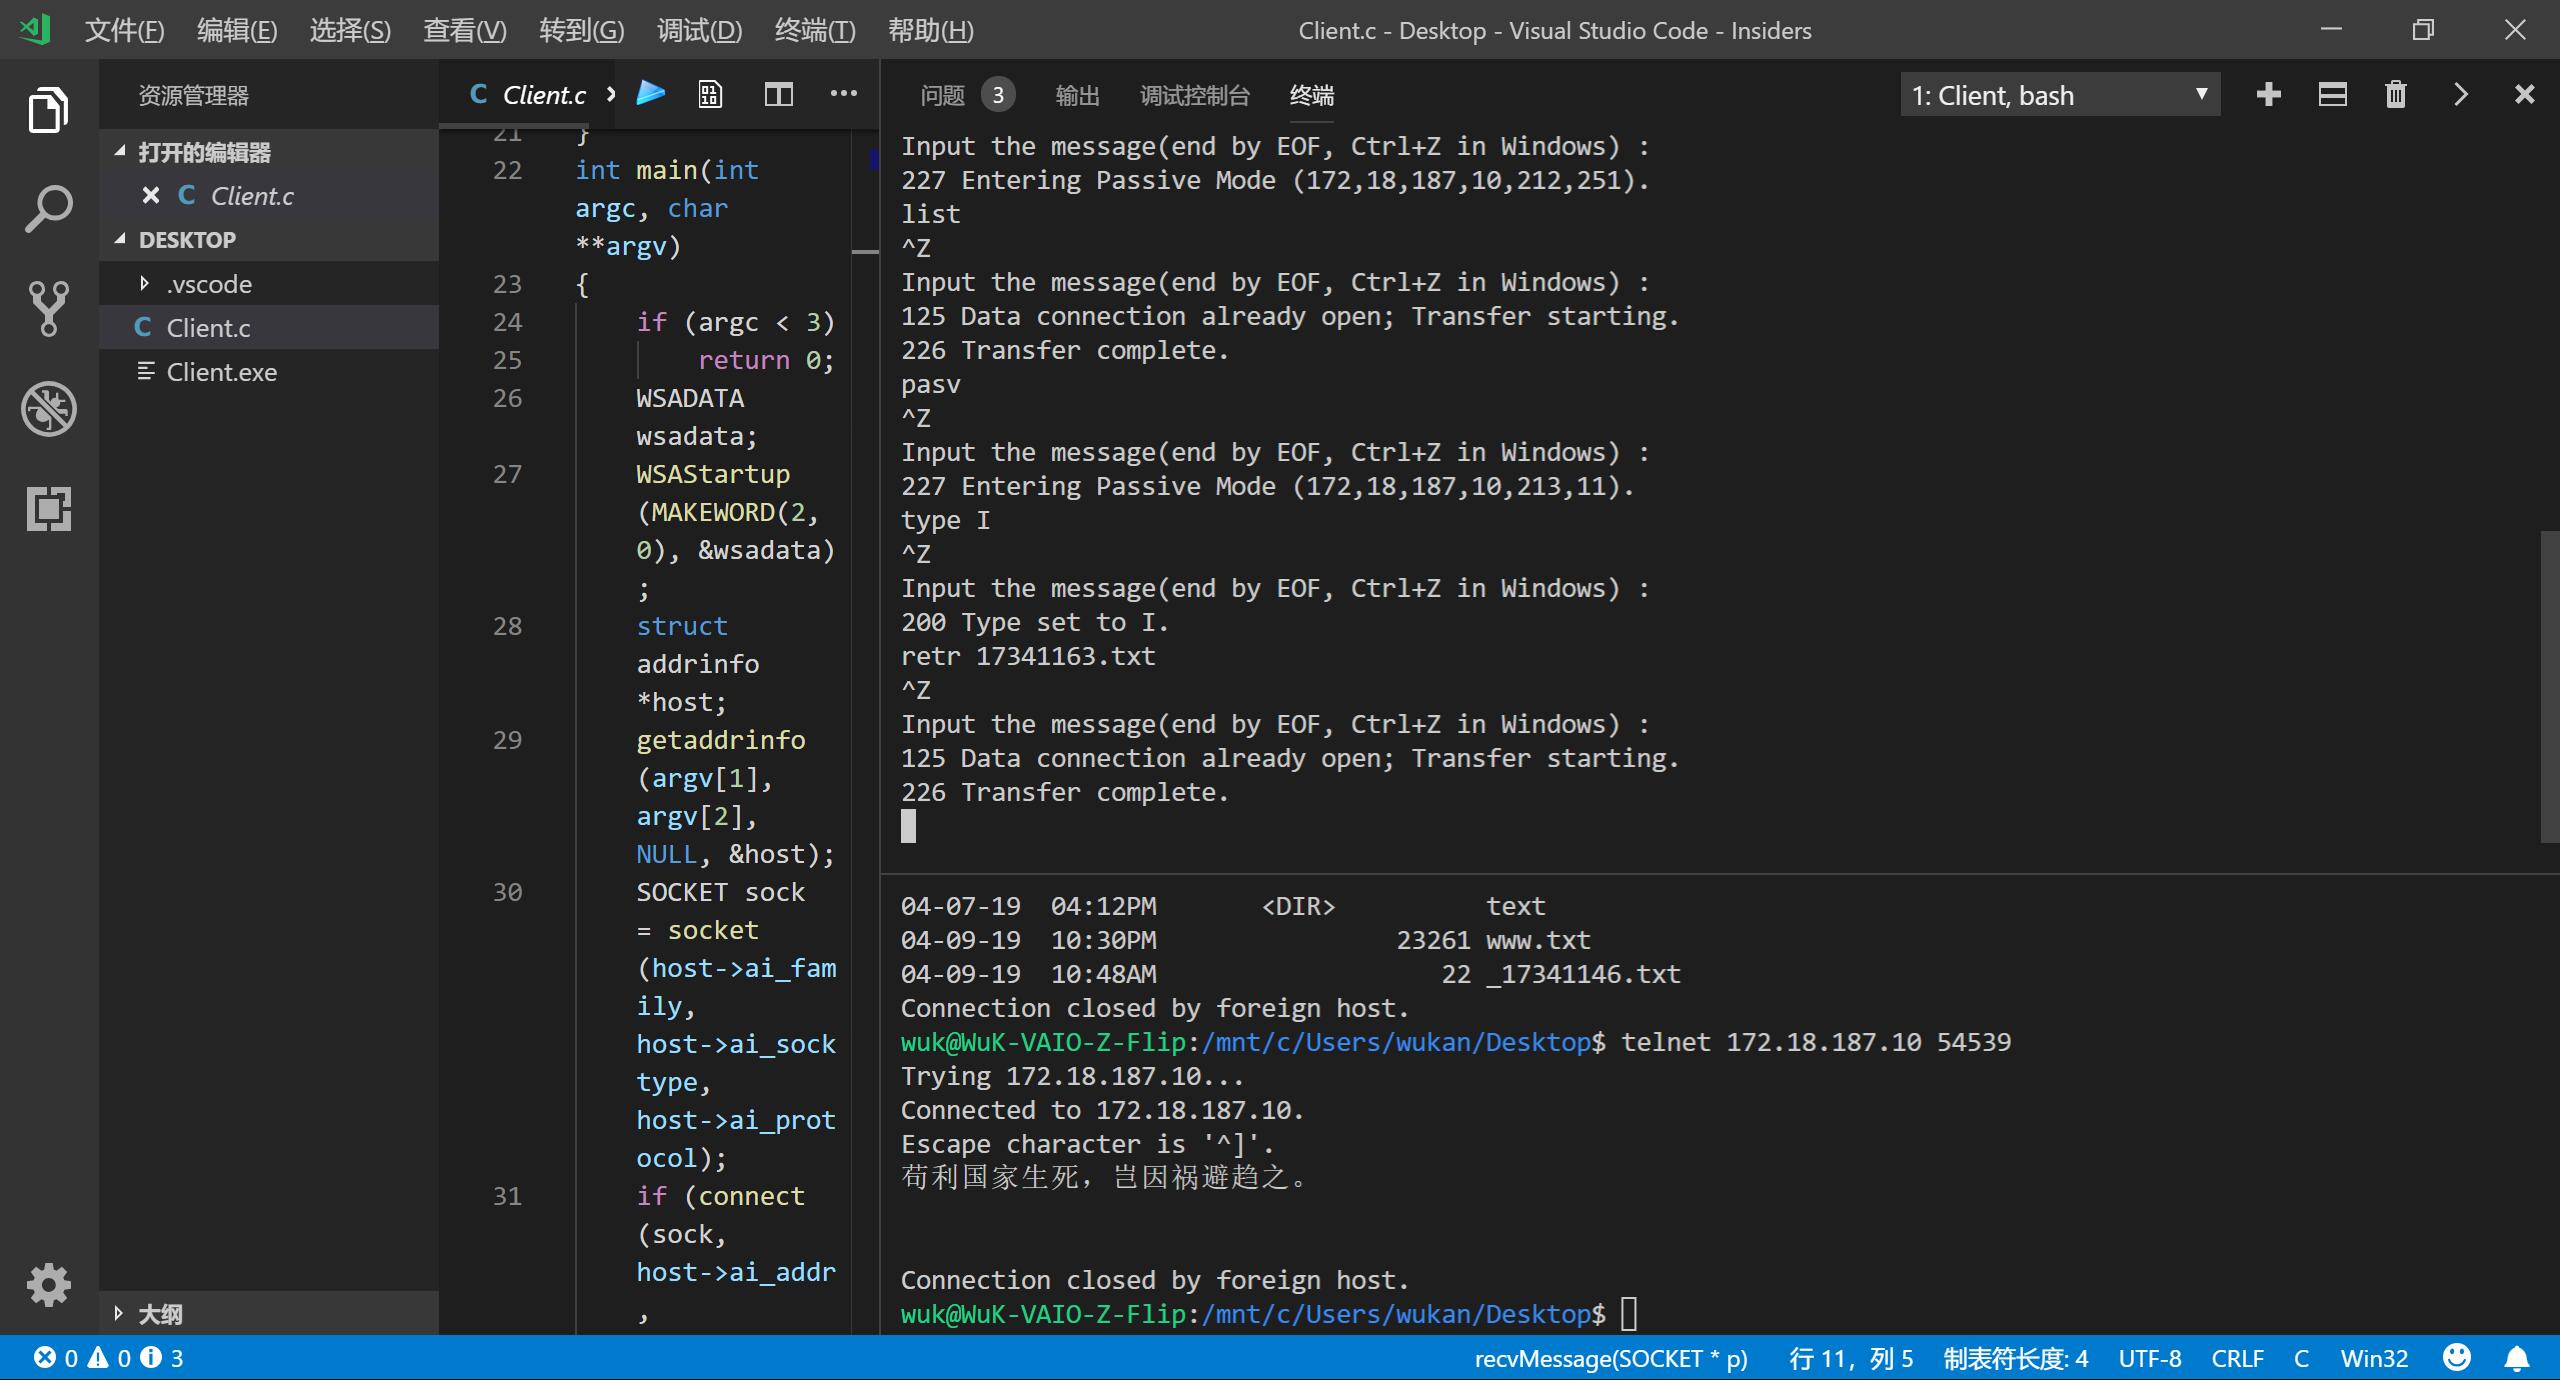 文件(F) 编辑(E) 选择(S) 查看(V) 转到(G) 调试(D) 终端(T) 帮助(H) Client.c - Desktop - Visual Studio Code - Insiders
资源管理器
打开的编辑器
C Client.c
DESKTOP
.vscode
C Client.c
Client.exe
大纲
C Client.c
21 }
22 int main(int
argc, char
**argv)
23 {
24 if (argc < 3)
25 return 0;
26 WSADATA
wsadata;
27 WSAStartup
(MAKEWORD(2,
0), &wsadata)
;
28 struct
addrinfo
*host;
29 getaddrinfo
(argv[1],
argv[2],
NULL, &host);
30 SOCKET sock
= socket
(host->ai_fam
ily,
host->ai_sock
type,
host->ai_prot
ocol);
31 if (connect
(sock,
host->ai_addr
,
问题 3 输出 调试控制台 终端 1: Client, bash
Input the message(end by EOF, Ctrl+Z in Windows) :
227 Entering Passive Mode (172,18,187,10,212,251).
list
^Z
Input the message(end by EOF, Ctrl+Z in Windows) :
125 Data connection already open; Transfer starting.
226 Transfer complete.
pasv
^Z
Input the message(end by EOF, Ctrl+Z in Windows) :
227 Entering Passive Mode (172,18,187,10,213,11).
type I
^Z
Input the message(end by EOF, Ctrl+Z in Windows) :
200 Type set to I.
retr 17341163.txt
^Z
Input the message(end by EOF, Ctrl+Z in Windows) :
125 Data connection already open; Transfer starting.
226 Transfer complete.
04-07-19 04:12PM <DIR> text
04-09-19 10:30PM 23261 www.txt
04-09-19 10:48AM 22 _17341146.txt
Connection closed by foreign host.
wuk@WuK-VAIO-Z-Flip:/mnt/c/Users/wukan/Desktop$ telnet 172.18.187.10 54539
Trying 172.18.187.10...
Connected to 172.18.187.10.
Escape character is '^]'.
苟利国家生死，岂因祸避趋之。
Connection closed by foreign host.
wuk@WuK-VAIO-Z-Flip:/mnt/c/Users/wukan/Desktop$
0 0 3 recvMessage(SOCKET * p) 行 11，列 5 制表符长度: 4 UTF-8 CRLF C Win32